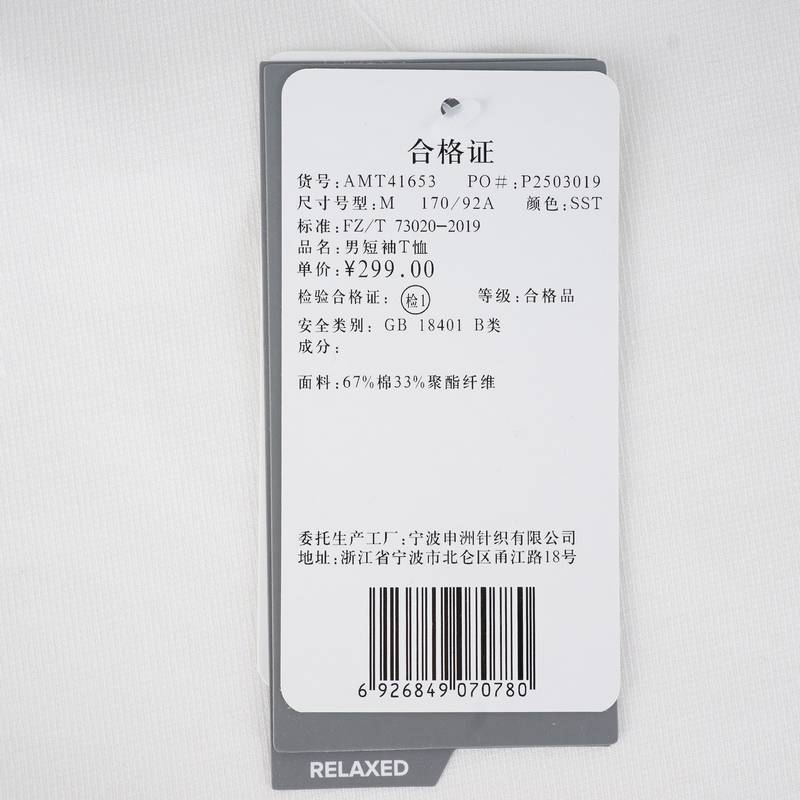 合格证
货号:AMT41653 PO#:P2503019
尺寸号型:M 170/92A 颜色:SST
标准:FZ/T 73020-2019
品名:男短袖T恤
单价:¥299.00
检验合格证: 检1 等级:合格品
安全类别: GB 18401 B类
成分:
面料:67%棉33%聚酯纤维
委托生产工厂:宁波申洲针织有限公司
地址:浙江省宁波市北仑区甬江路18号
6 926849 070780
RELAXED